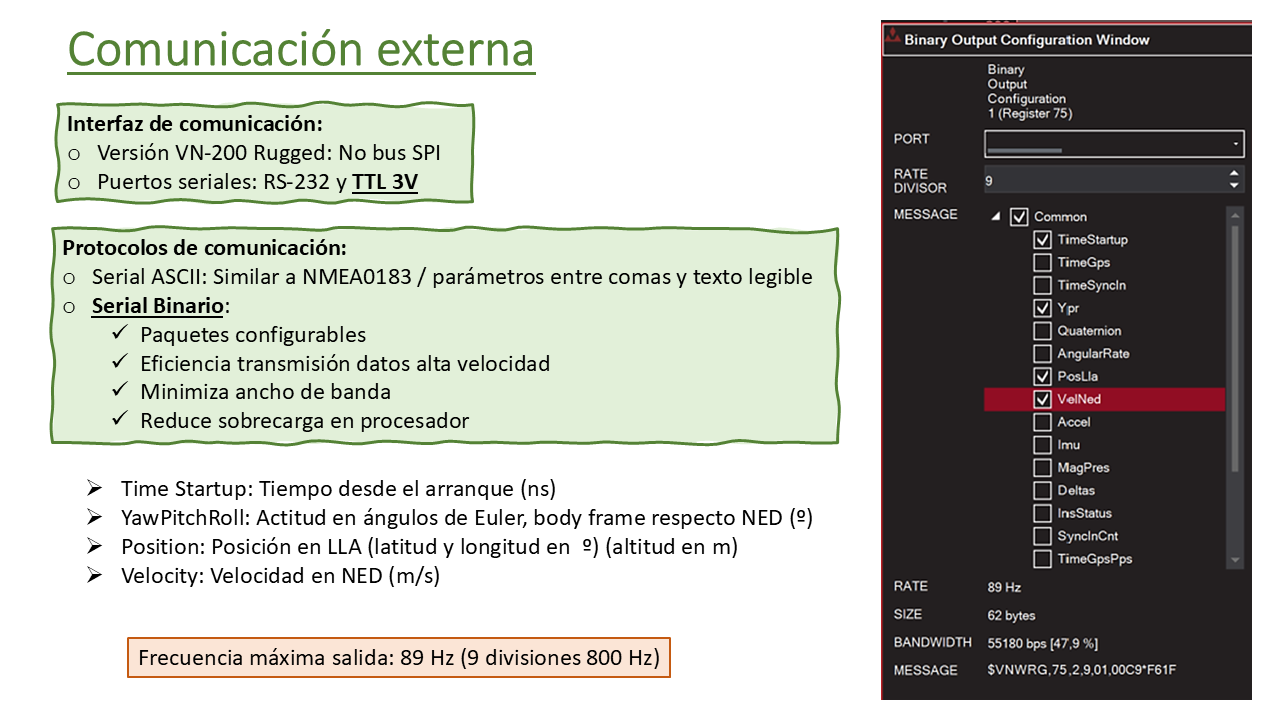 Comunicación externa
Interfaz de comunicación:
o Versión VN-200 Rugged: No bus SPI
o Puertos seriales: RS-232 y TTL 3V
Protocolos de comunicación:
o Serial ASCII: Similar a NMEA0183 / parámetros entre comas y texto legible
o Serial Binario:
✓ Paquetes configurables
✓ Eficiencia transmisión datos alta velocidad
✓ Minimiza ancho de banda
✓ Reduce sobrecarga en procesador
➢ Time Startup: Tiempo desde el arranque (ns)
➢ YawPitchRoll: Actitud en ángulos de Euler, body frame respecto NED (º)
➢ Position: Posición en LLA (latitud y longitud en º) (altitud en m)
➢ Velocity: Velocidad en NED (m/s)
Frecuencia máxima salida: 89 Hz (9 divisiones 800 Hz)
Binary Output Configuration Window
Binary
Output
Configuration
1 (Register 75)
PORT
RATE
DIVISOR
9
MESSAGE
Common
TimeStartup
TimeGps
TimeSyncIn
Ypr
Quaternion
AngularRate
PosLla
VelNed
Accel
Imu
MagPres
Deltas
InsStatus
SyncInCnt
TimeGpsPps
RATE 89 Hz
SIZE 62 bytes
BANDWIDTH 55180 bps [47,9 %]
MESSAGE $VNWRG,75,2,9,01,00C9*F61F